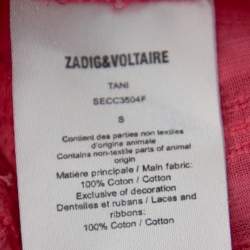 ZADIG&VOLTAIRE
TANI
SECC3504F
S
Contient des parties non textiles
d'origine animale
Contains non-textile parts of animal
origin
Matière principale / Main fabric:
100% Coton / Cotton
Exclusive of decoration
Dentelles et rubans / Laces and
ribbons:
100% Coton / Cotton